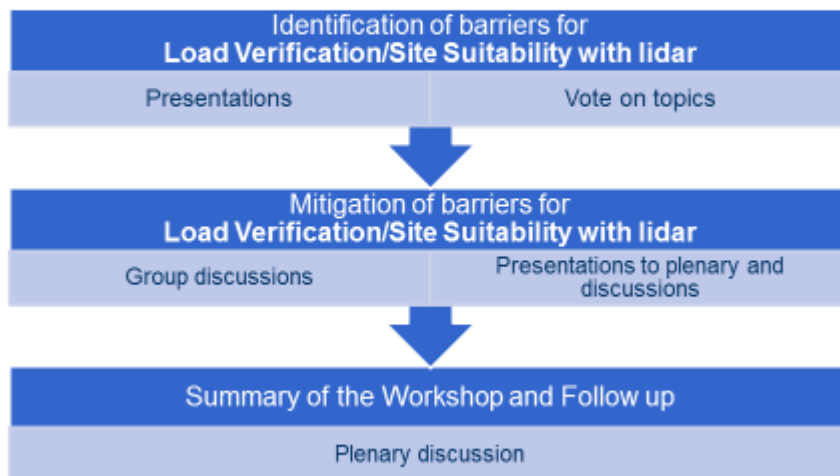 Identification of barriers for
Load Verification/Site Suitability with lidar
Presentations
Vote on topics
Mitigation of barriers for
Load Verification/Site Suitability with lidar
Group discussions
Presentations to plenary and
discussions
Summary of the Workshop and Follow up
Plenary discussion